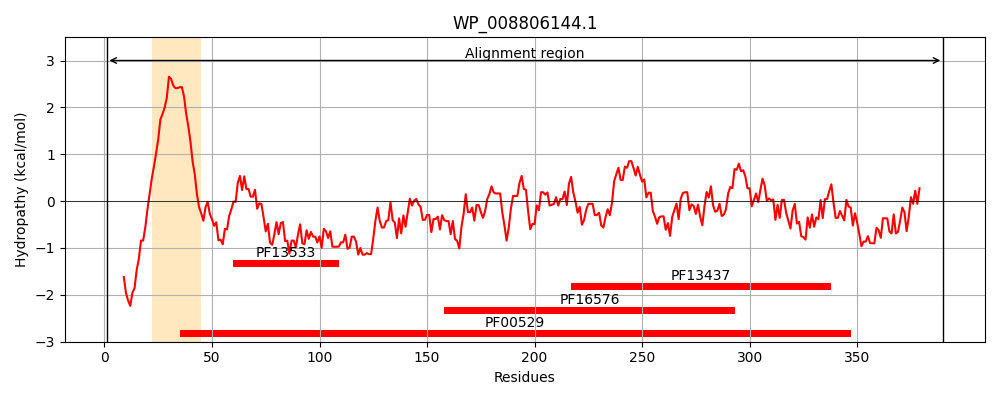 WP_008806144.1
Alignment region
3
2
1
0
−1
−2
−3
Hydropathy (kcal/mol)
PF13533
PF13437
PF16576
PF00529
0 50 100 150 200 250 300 350
Residues